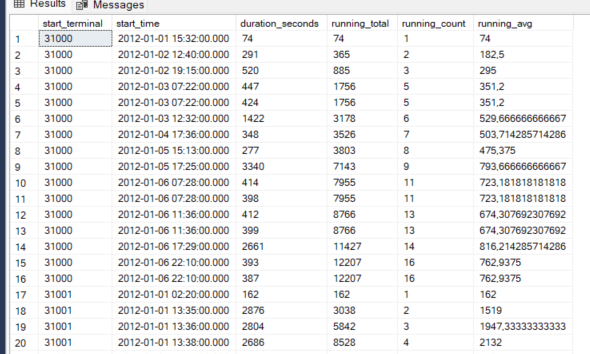 Results Messages
start_terminal start_time duration_seconds running_total running_count running_avg
1 31000 2012-01-01 15:32:00.000 74 74 1 74
2 31000 2012-01-02 12:40:00.000 291 365 2 182,5
3 31000 2012-01-02 19:15:00.000 520 885 3 295
4 31000 2012-01-03 07:22:00.000 447 1756 5 351,2
5 31000 2012-01-03 07:22:00.000 424 1756 5 351,2
6 31000 2012-01-03 12:32:00.000 1422 3178 6 529,666666666667
7 31000 2012-01-04 17:36:00.000 348 3526 7 503,714285714286
8 31000 2012-01-05 15:13:00.000 277 3803 8 475,375
9 31000 2012-01-05 17:25:00.000 3340 7143 9 793,666666666667
10 31000 2012-01-06 07:28:00.000 414 7955 11 723,181818181818
11 31000 2012-01-06 07:28:00.000 398 7955 11 723,181818181818
12 31000 2012-01-06 11:36:00.000 412 8766 13 674,307692307692
13 31000 2012-01-06 11:36:00.000 399 8766 13 674,307692307692
14 31000 2012-01-06 17:29:00.000 2661 11427 14 816,214285714286
15 31000 2012-01-06 22:10:00.000 393 12207 16 762,9375
16 31000 2012-01-06 22:10:00.000 387 12207 16 762,9375
17 31001 2012-01-01 02:20:00.000 162 162 1 162
18 31001 2012-01-01 13:35:00.000 2876 3038 2 1519
19 31001 2012-01-01 13:36:00.000 2804 5842 3 1947,33333333333
20 31001 2012-01-01 13:38:00.000 2686 8528 4 2132